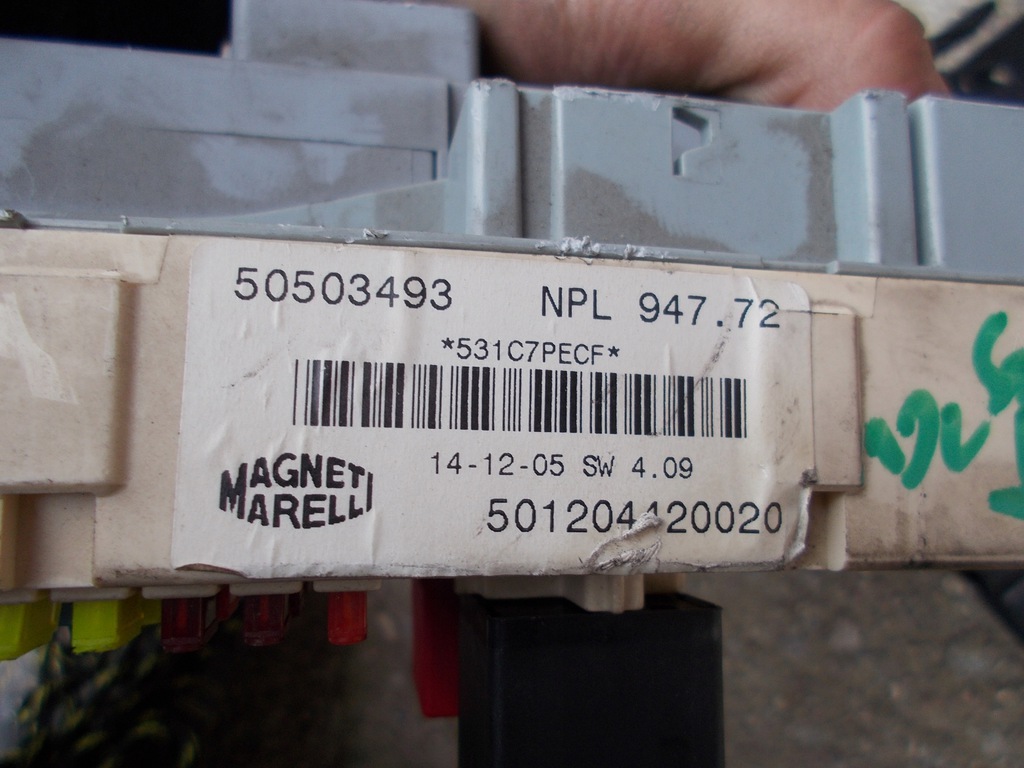 50503493 NPL 947.72
*531C7PECF*
14-12-05 SW 4.09
MAGNETI
MARELLI
501204420020